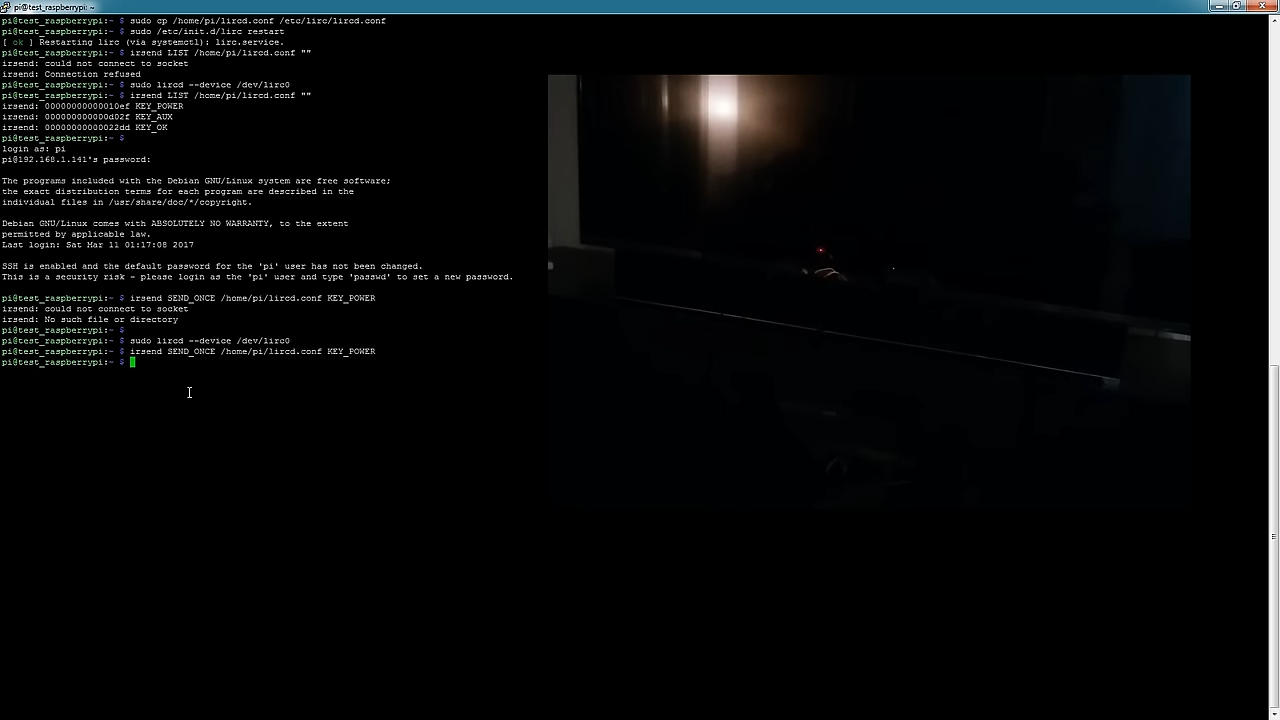 pi@test_raspberrypi: ~
pi@test_raspberrypi:~ $ sudo cp /home/pi/lircd.conf /etc/lirc/lircd.conf
pi@test_raspberrypi:~ $ sudo /etc/init.d/lirc restart
[ ok ] Restarting lirc (via systemctl): lirc.service.
pi@test_raspberrypi:~ $ irsend LIST /home/pi/lircd.conf ""
irsend: could not connect to socket
irsend: Connection refused
pi@test_raspberrypi:~ $ sudo lircd --device /dev/lirc0
pi@test_raspberrypi:~ $ irsend LIST /home/pi/lircd.conf ""
irsend: 00000000000010ef KEY_POWER
irsend: 000000000000d02f KEY_AUX
irsend: 00000000000022dd KEY_OK
pi@test_raspberrypi:~ $
login as: pi
pi@192.168.1.141's password:
The programs included with the Debian GNU/Linux system are free software;
the exact distribution terms for each program are described in the
individual files in /usr/share/doc/*/copyright.
Debian GNU/Linux comes with ABSOLUTELY NO WARRANTY, to the extent
permitted by applicable law.
Last login: Sat Mar 11 01:17:08 2017
SSH is enabled and the default password for the 'pi' user has not been changed.
This is a security risk - please login as the 'pi' user and type 'passwd' to set a new password.
pi@test_raspberrypi:~ $ irsend SEND_ONCE /home/pi/lircd.conf KEY_POWER
irsend: could not connect to socket
irsend: No such file or directory
pi@test_raspberrypi:~ $
pi@test_raspberrypi:~ $ sudo lircd --device /dev/lirc0
pi@test_raspberrypi:~ $ irsend SEND_ONCE /home/pi/lircd.conf KEY_POWER
pi@test_raspberrypi:~ $